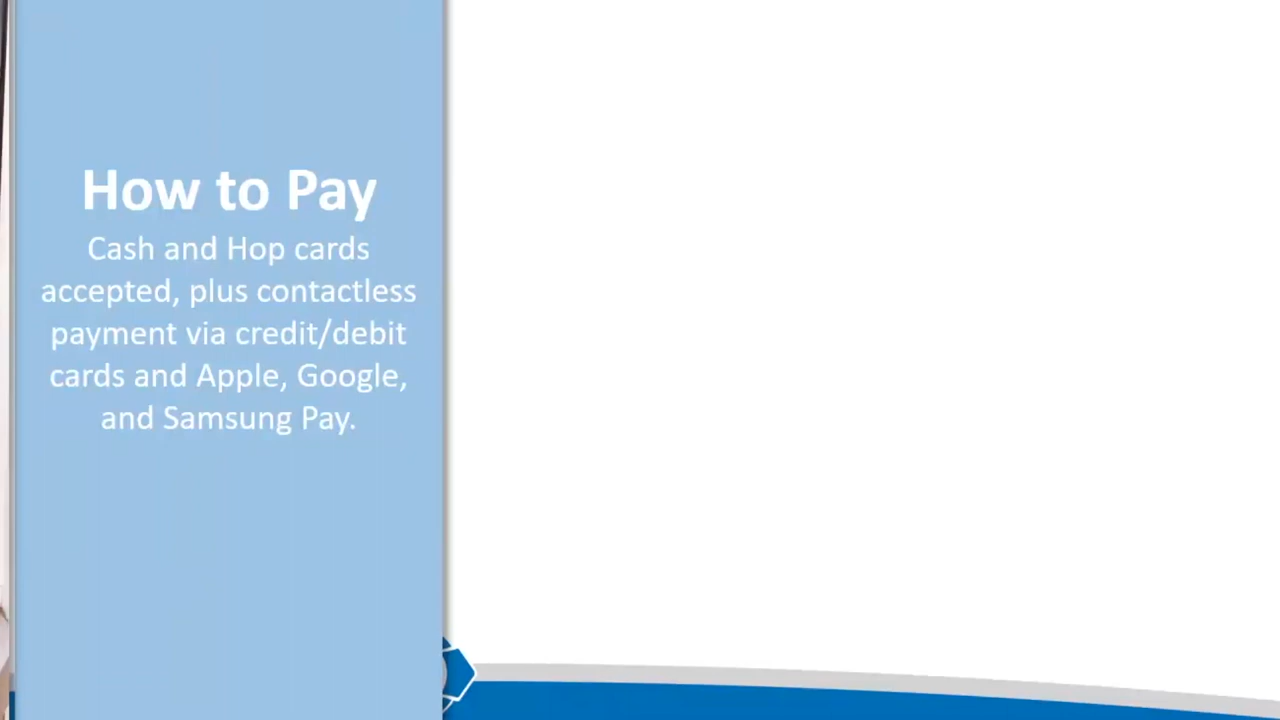 How to Pay
Cash and Hop cards
accepted, plus contactless
payment via credit/debit
cards and Apple, Google,
and Samsung Pay.